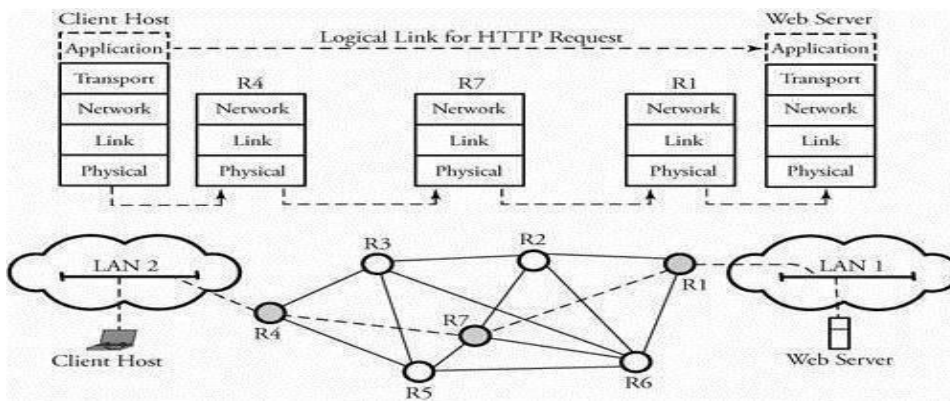 Client Host
Web Server
Application
Logical Link for HTTP Request
Application
Transport
R4
R7
R1
Transport
Network
Network
Network
Network
Network
Link
Link
Link
Link
Link
Physical
Physical
Physical
Physical
Physical
R3
R2
LAN 2
LAN 1
R1
R4
R7
Client Host
Web Server
R5
R6